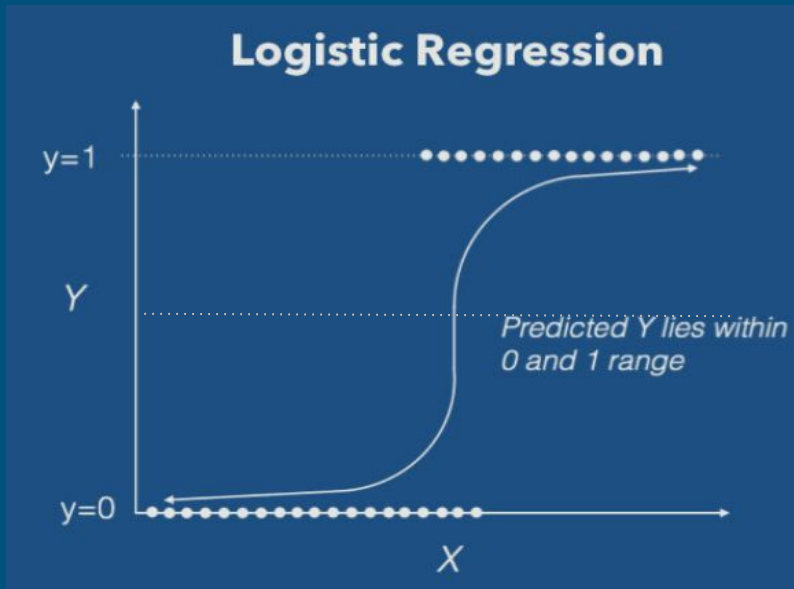 Logistic Regression
y=1
Y
Predicted Y lies within
0 and 1 range
y=0
X